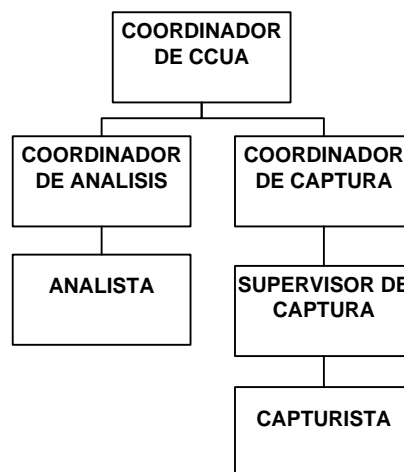 COORDINADOR
DE CCUA
COORDINADOR
DE ANALISIS
COORDINADOR
DE CAPTURA
ANALISTA
SUPERVISOR DE
CAPTURA
CAPTURISTA